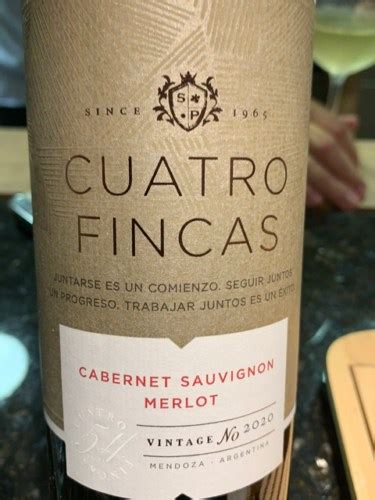 SINCE
S P
1965
CUATRO
FINCAS
JUNTARSE ES UN COMIENZO. SEGUIR JUNTOS
UN PROGRESO. TRABAJAR JUNTOS ES UN ÉXITO
CABERNET SAUVIGNON
MERLOT
54
VINTAGE No 2020
MENDOZA - ARGENTINA